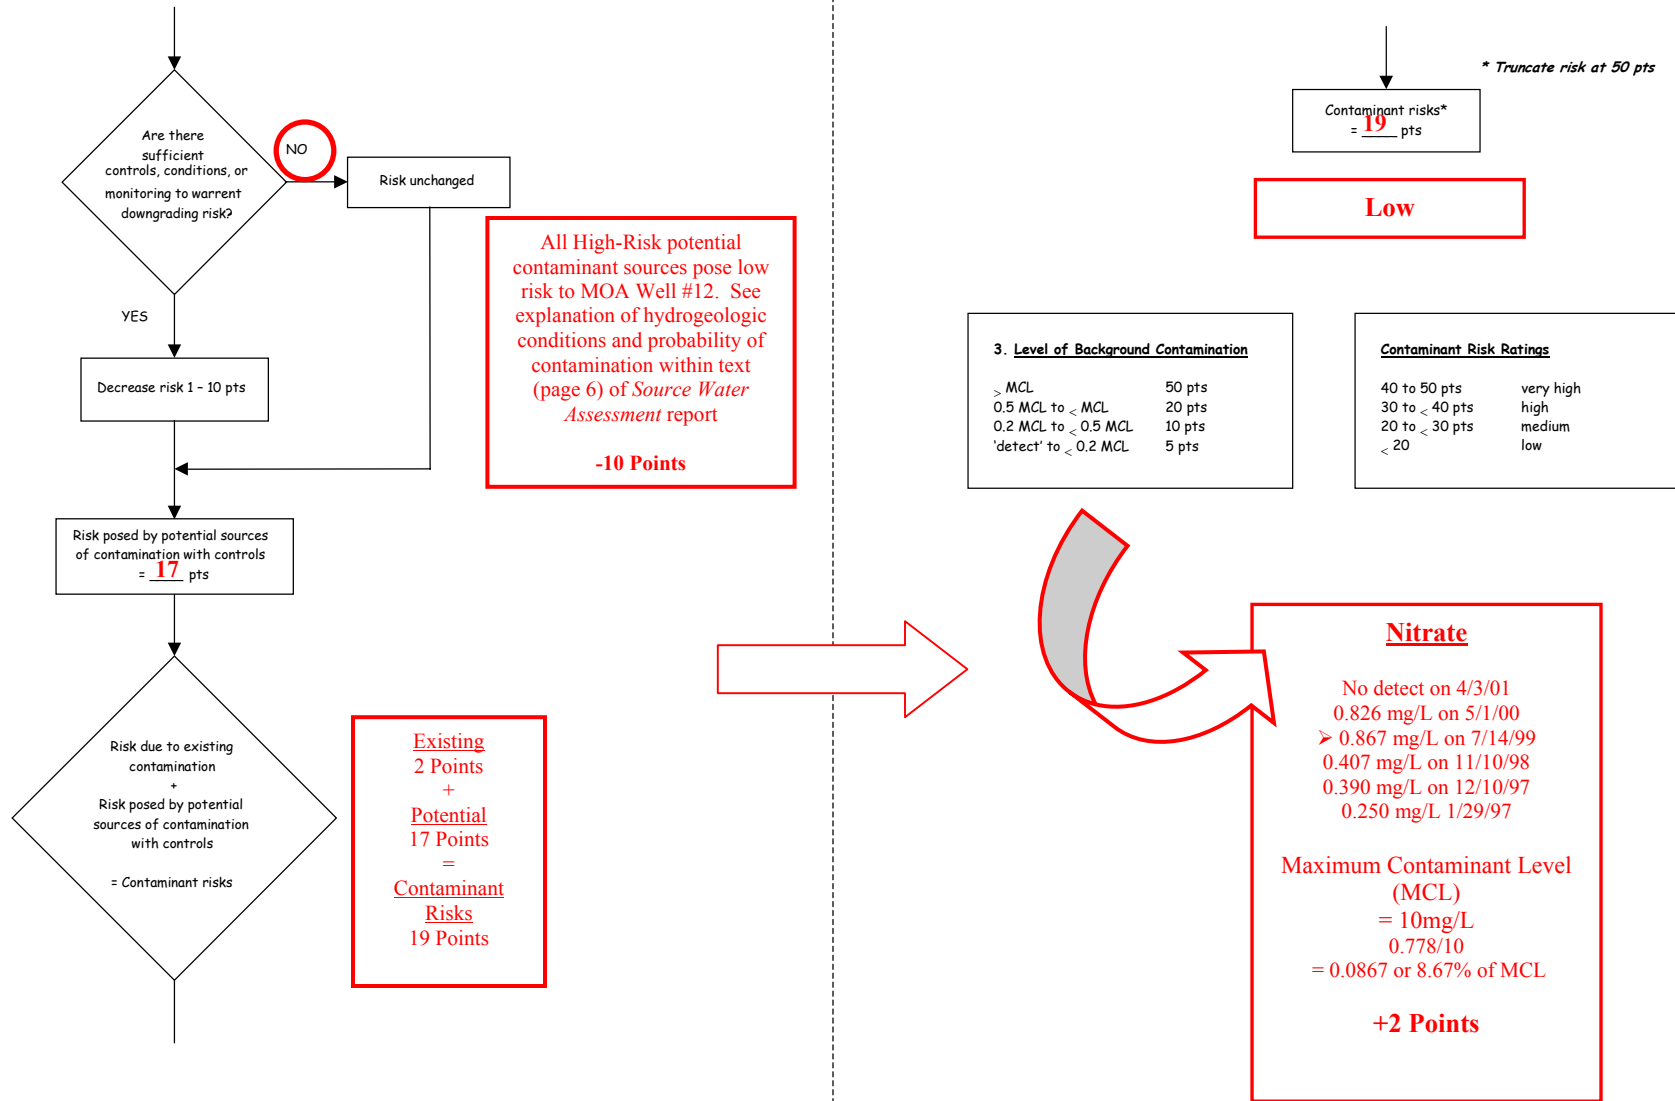 Are there
sufficient
controls, conditions, or
monitoring to warrent
downgrading risk?
NO
Risk unchanged
YES
Decrease risk 1 – 10 pts
All High-Risk potential
contaminant sources pose low
risk to MOA Well #12.  See
explanation of hydrogeologic
conditions and probability of
contamination within text
(page 6) of Source Water
Assessment report
-10 Points
Risk posed by potential sources
of contamination with controls
= 17 pts
Risk due to existing
contamination
+
Risk posed by potential
sources of contamination
with controls
= Contaminant risks
Existing
2 Points
+
Potential
17 Points
=
Contaminant
Risks
19 Points
* Truncate risk at 50 pts
Contaminant risks*
= 19 pts
Low
3. Level of Background Contamination
> MCL 50 pts
0.5 MCL to < MCL 20 pts
0.2 MCL to < 0.5 MCL 10 pts
'detect' to < 0.2 MCL 5 pts
Contaminant Risk Ratings
40 to 50 pts very high
30 to < 40 pts high
20 to < 30 pts medium
< 20 low
Nitrate
No detect on 4/3/01
0.826 mg/L on 5/1/00
➢ 0.867 mg/L on 7/14/99
0.407 mg/L on 11/10/98
0.390 mg/L on 12/10/97
0.250 mg/L 1/29/97
Maximum Contaminant Level
(MCL)
= 10mg/L
0.778/10
= 0.0867 or 8.67% of MCL
+2 Points